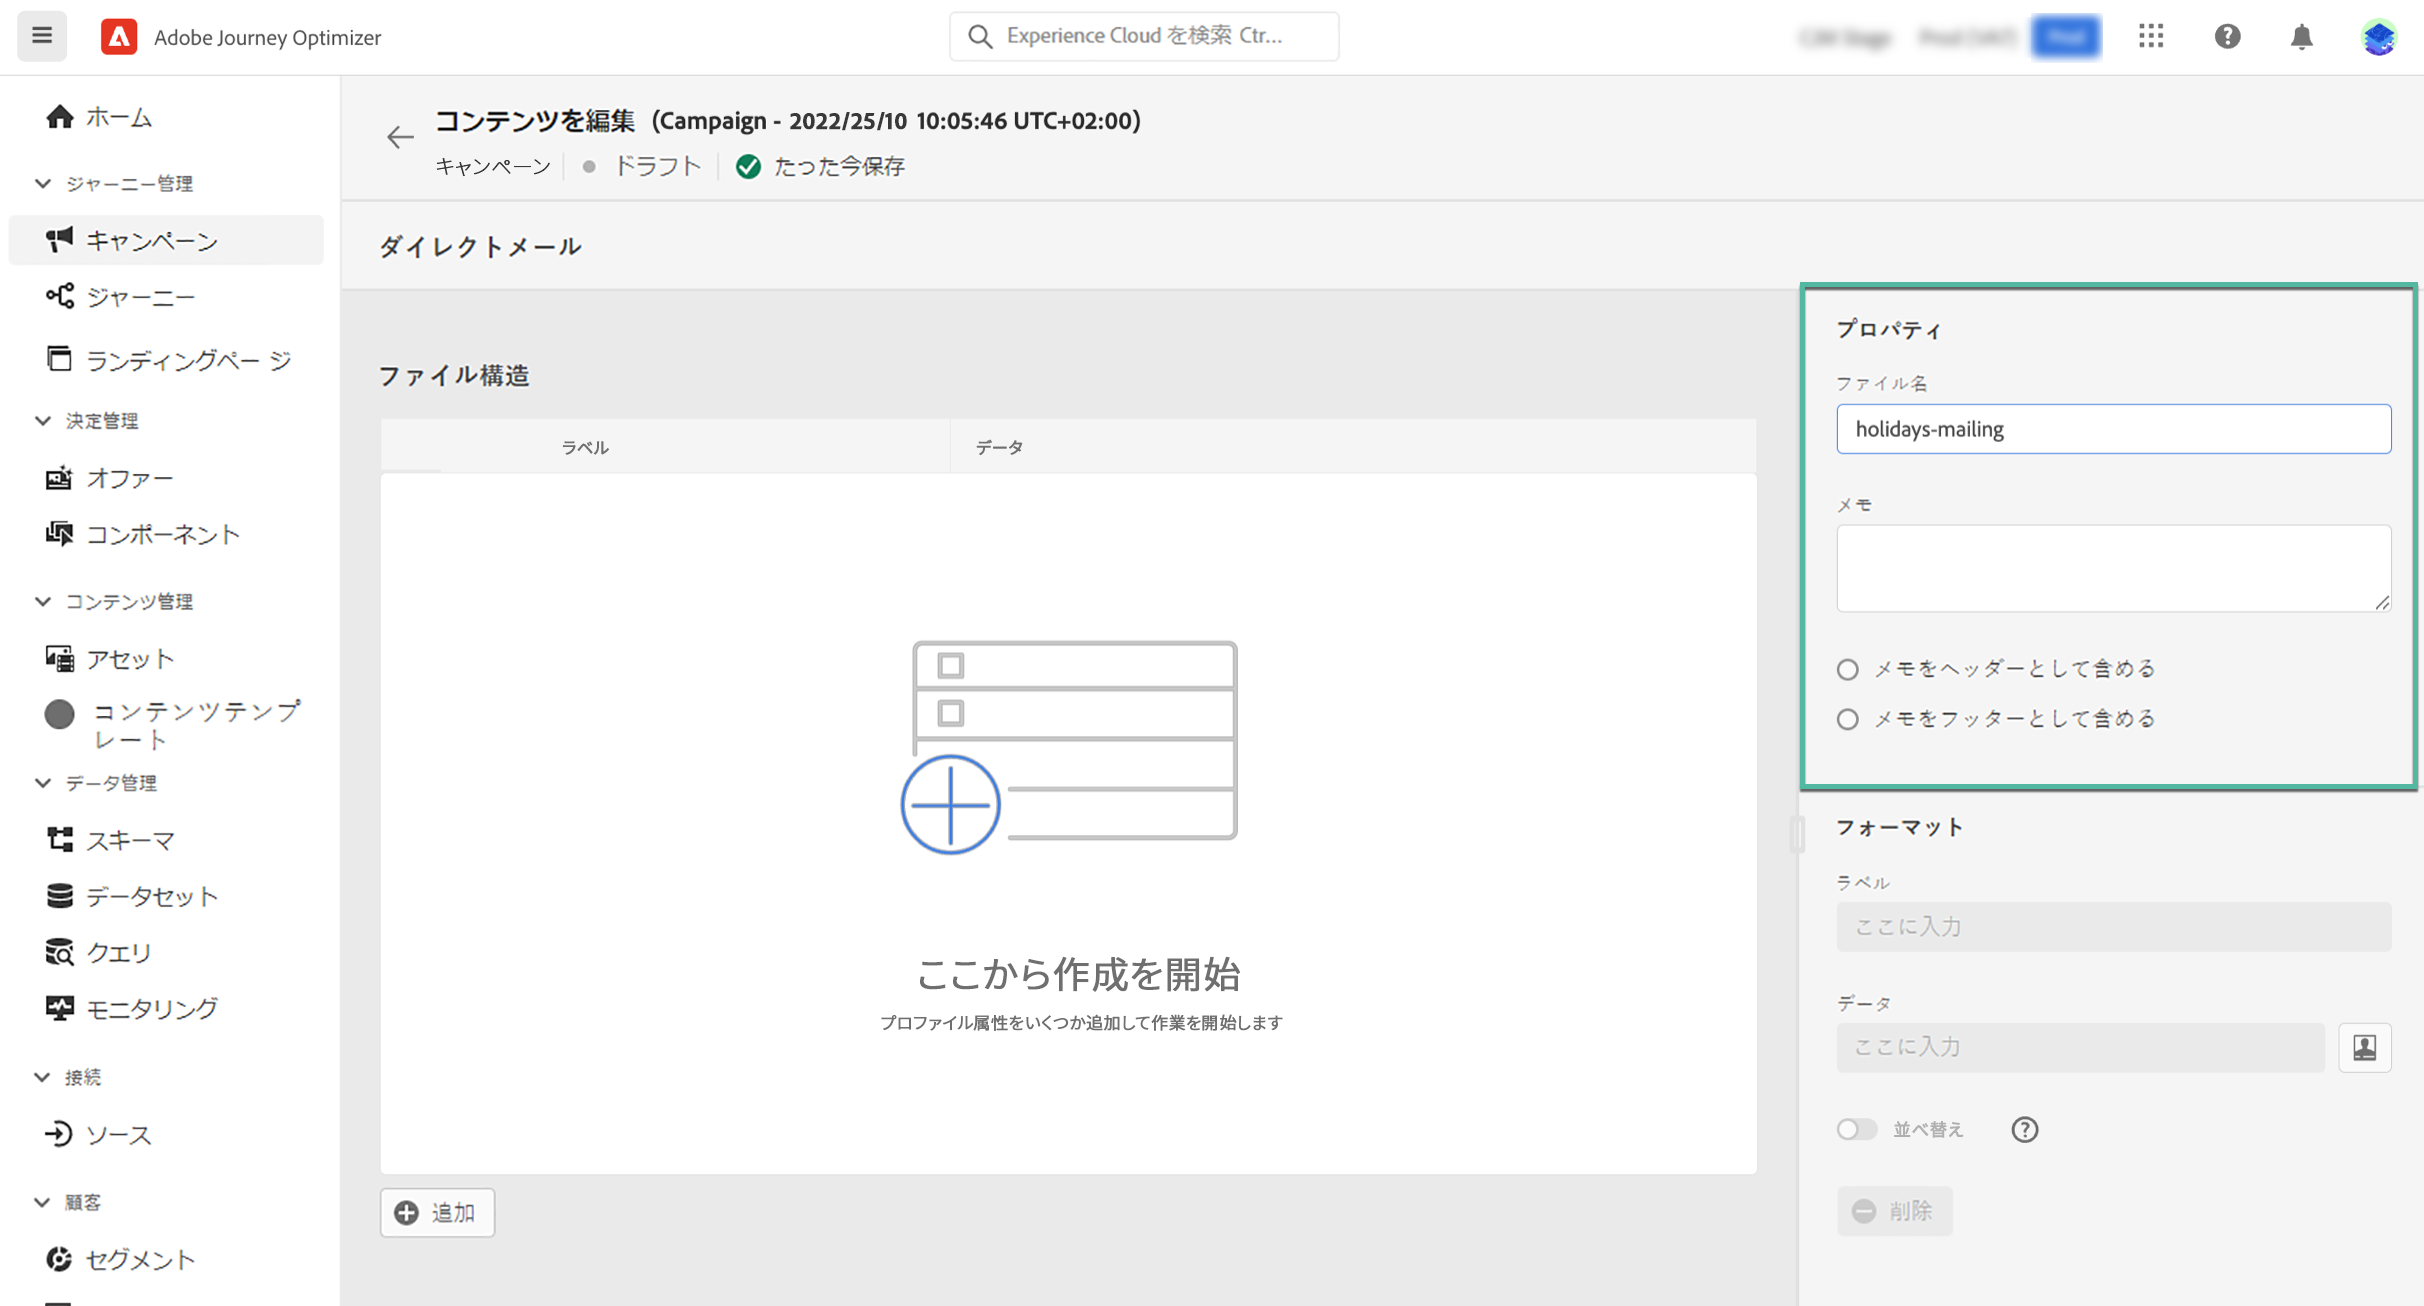 Adobe Journey Optimizer
Experience Cloud を検索 Ctr...
ホーム
ジャーニー管理
キャンペーン
ジャーニー
ランディングページ
決定管理
オファー
コンポーネント
コンテンツ管理
アセット
コンテンツテンプ
レート
データ管理
スキーマ
データセット
クエリ
モニタリング
接続
ソース
顧客
セグメント
コンテンツを編集 (Campaign - 2022/25/10 10:05:46 UTC+02:00)
キャンペーン ドラフト たった今保存
ダイレクトメール
ファイル構造
ラベル データ
ここから作成を開始
プロファイル属性をいくつか追加して作業を開始します
追加
プロパティ
ファイル名
holidays-mailing
メモ
メモをヘッダーとして含める
メモをフッターとして含める
フォーマット
ラベル
ここに入力
データ
ここに入力
並べ替え
削除